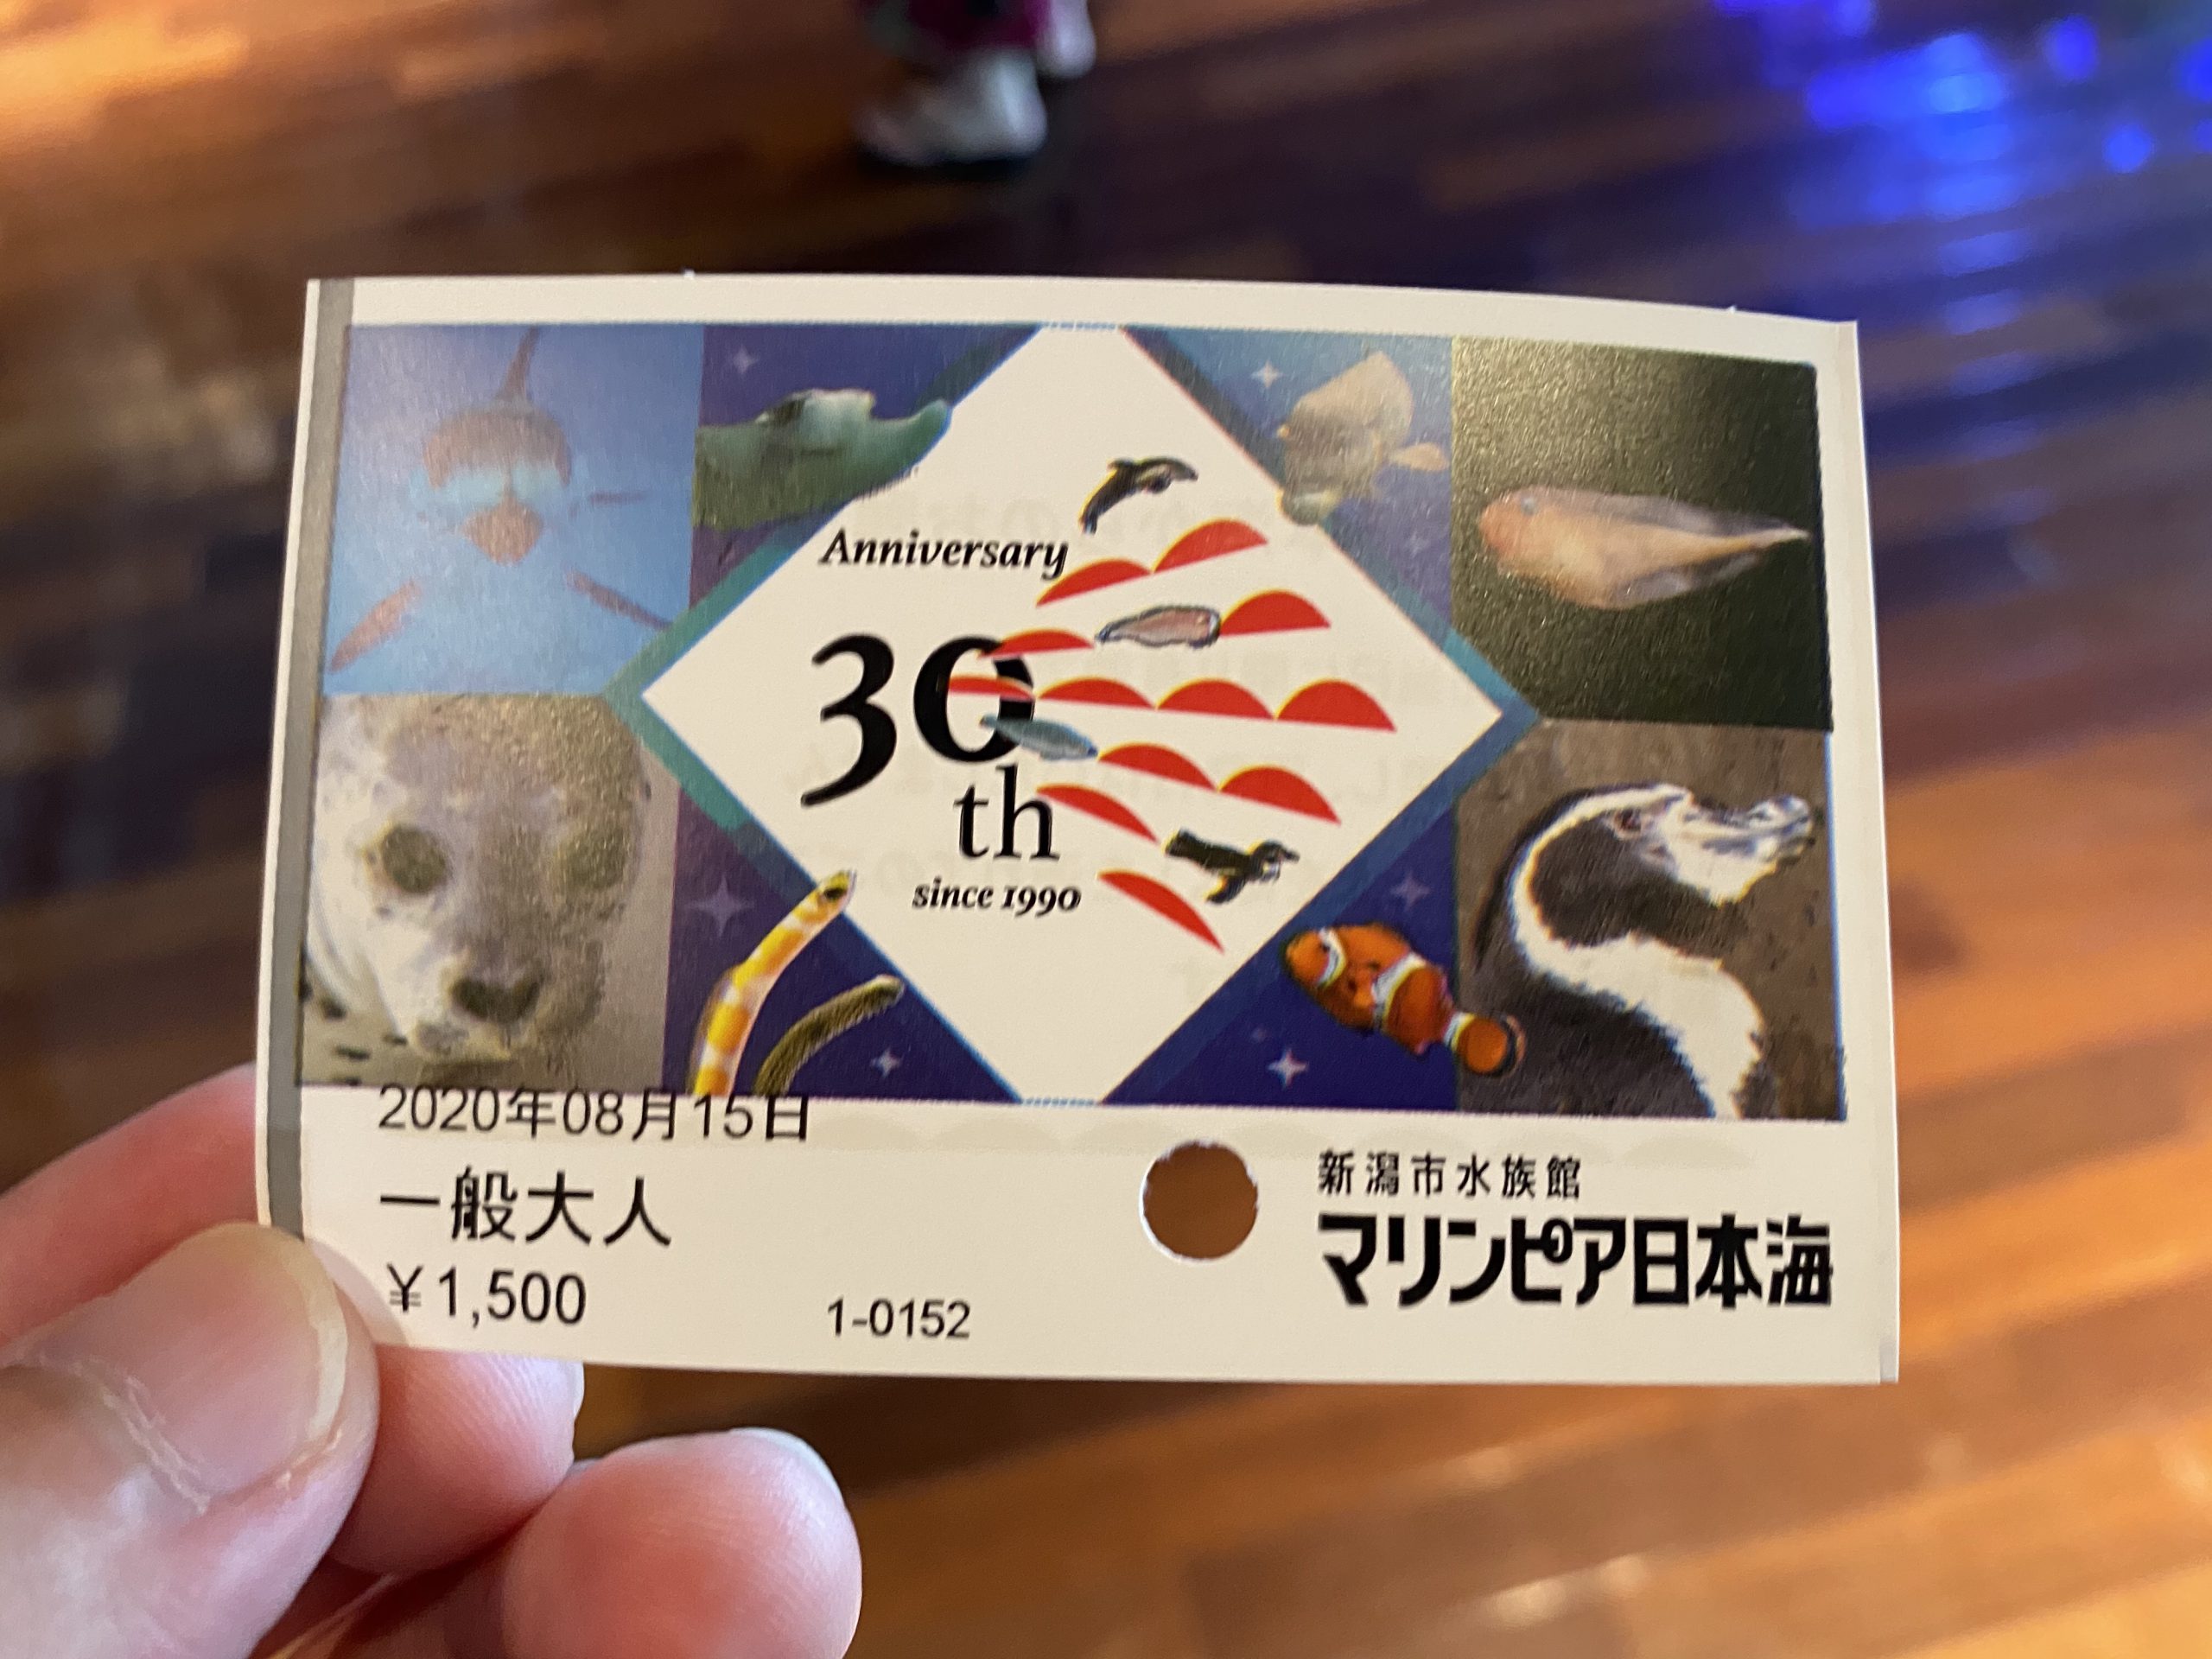 Anniversary
30
th
since 1990
2020年08月15日
一般大人
¥1,500
1-0152
新潟市水族館
マリンピア日本海